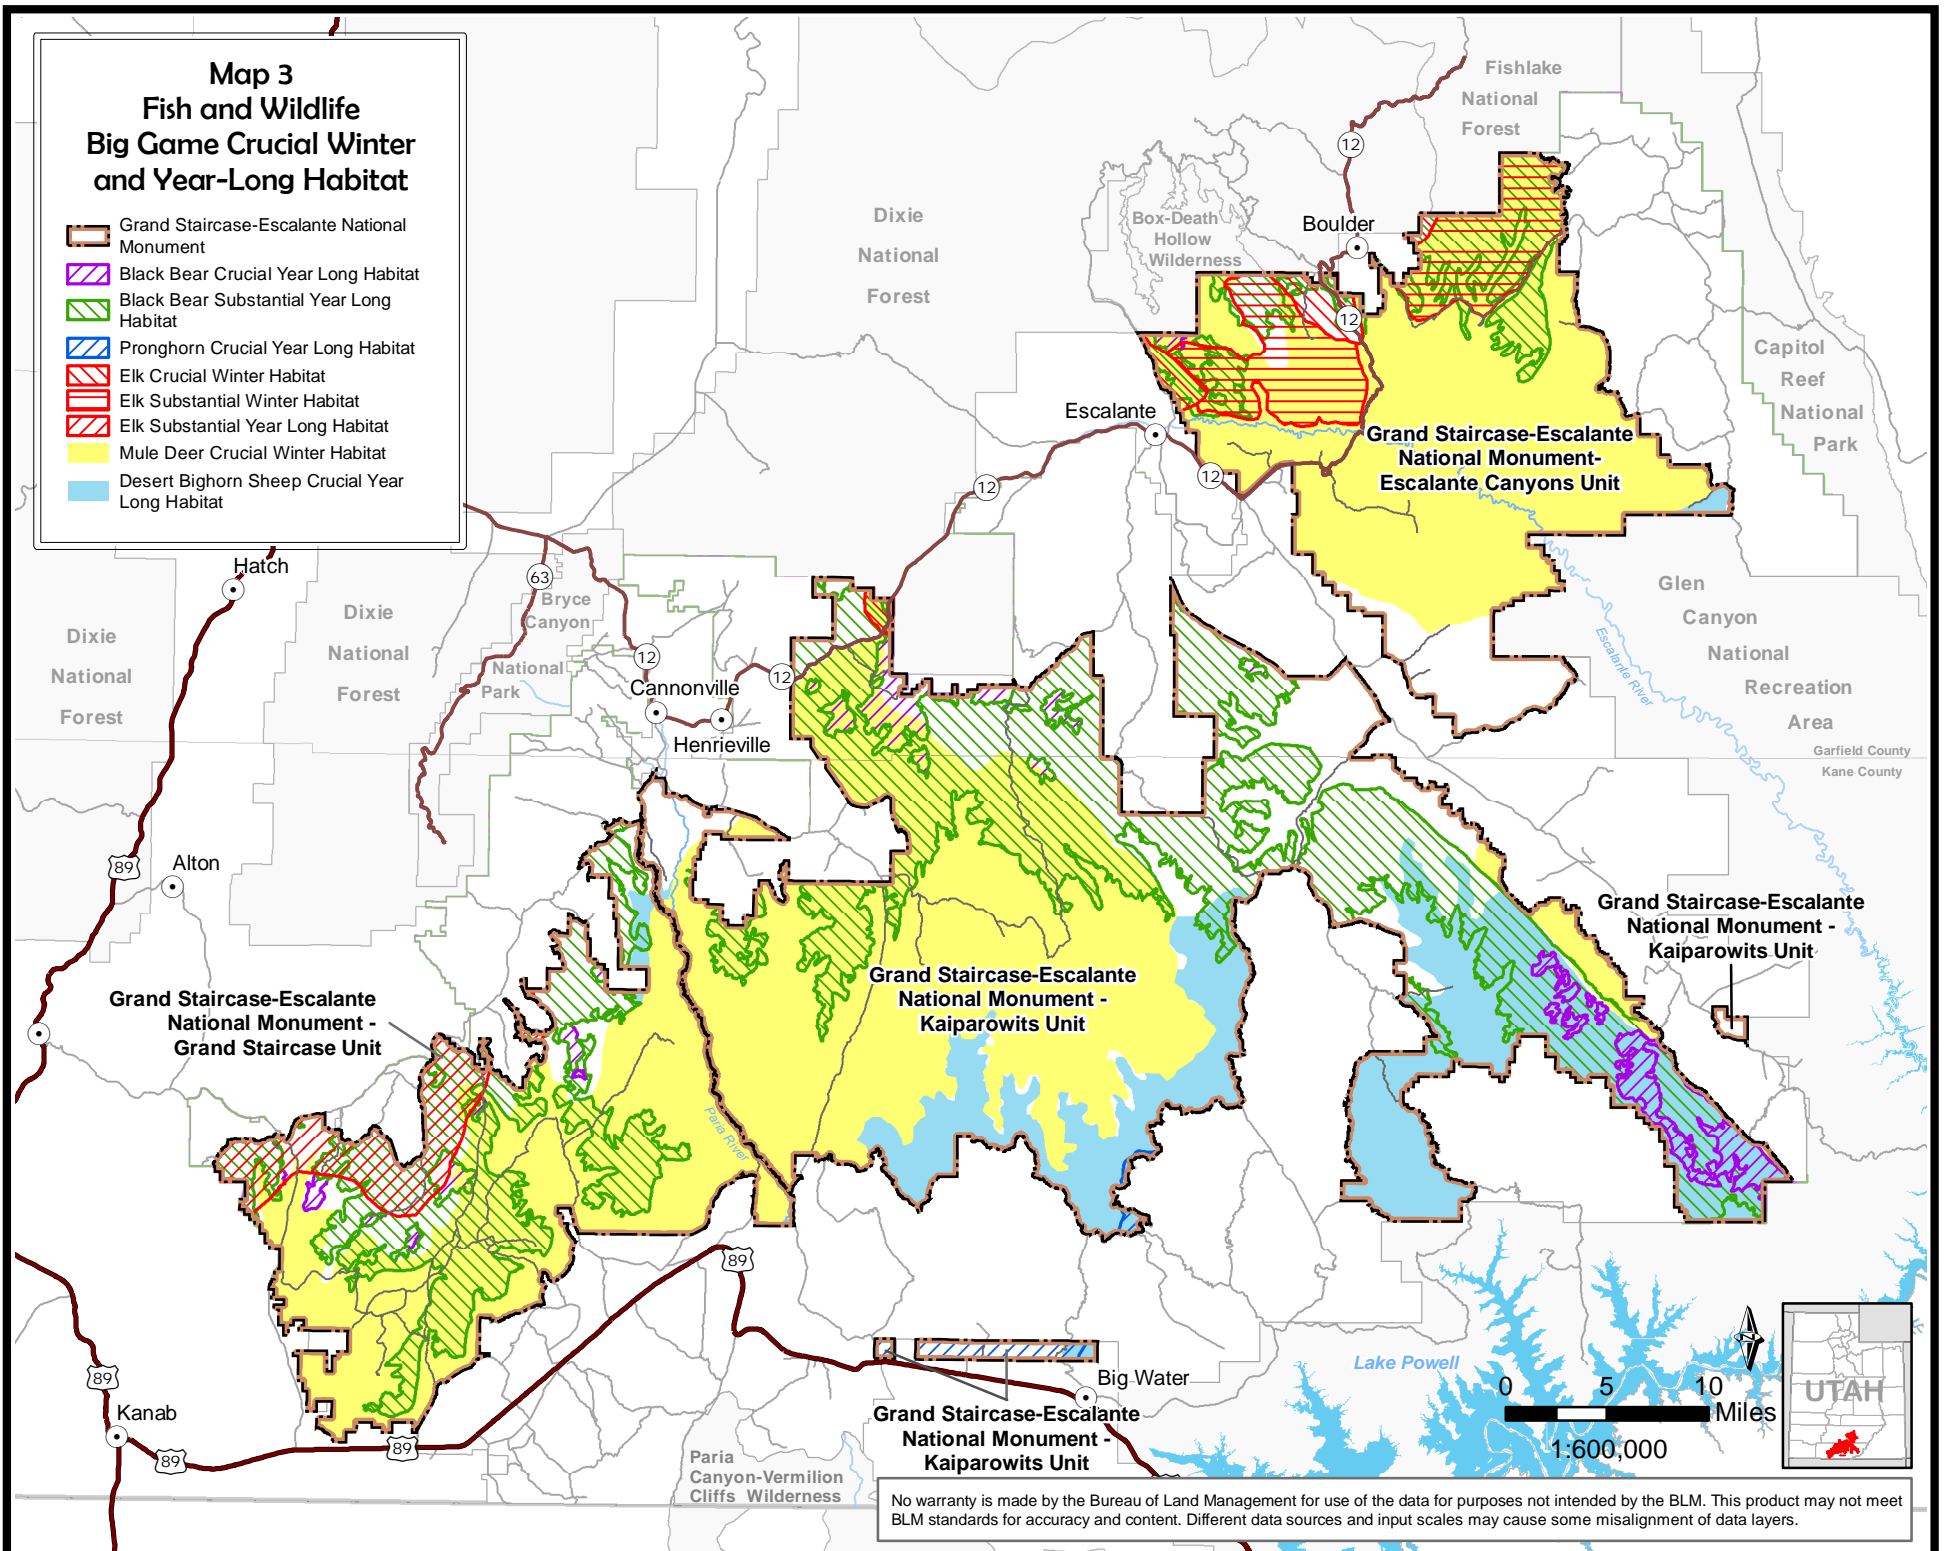 Map 3
Fish and Wildlife
Big Game Crucial Winter
and Year-Long Habitat
Grand Staircase-Escalante National
Monument
Black Bear Crucial Year Long Habitat
Black Bear Substantial Year Long
Habitat
Pronghorn Crucial Year Long Habitat
Elk Crucial Winter Habitat
Elk Substantial Winter Habitat
Elk Substantial Year Long Habitat
Mule Deer Crucial Winter Habitat
Desert Bighorn Sheep Crucial Year
Long Habitat
Fishlake
National
Forest
12
Dixie
National
Forest
Box-Death
Hollow
Wilderness
Boulder
12
Capitol
Reef
National
Park
Escalante
12
12
Grand Staircase-Escalante
National Monument-
Escalante Canyons Unit
Hatch
63
Bryce
Canyon
National
Park
Dixie
National
Forest
Dixie
National
Forest
12
12
Cannonville
Henrieville
Glen
Canyon
National
Recreation
Area
Escalante River
Garfield County
Kane County
89
Alton
Grand Staircase-Escalante
National Monument -
Kaiparowits Unit
Grand Staircase-Escalante
National Monument -
Kaiparowits Unit
Grand Staircase-Escalante
National Monument -
Grand Staircase Unit
Paria River
89
89
Kanab
89
89
Big Water
Grand Staircase-Escalante
National Monument -
Kaiparowits Unit
Paria
Canyon-Vermilion
Cliffs Wilderness
Lake Powell
N
0 5 10
Miles
1:600,000
UTAH
No warranty is made by the Bureau of Land Management for use of the data for purposes not intended by the BLM. This product may not meet
BLM standards for accuracy and content. Different data sources and input scales may cause some misalignment of data layers.